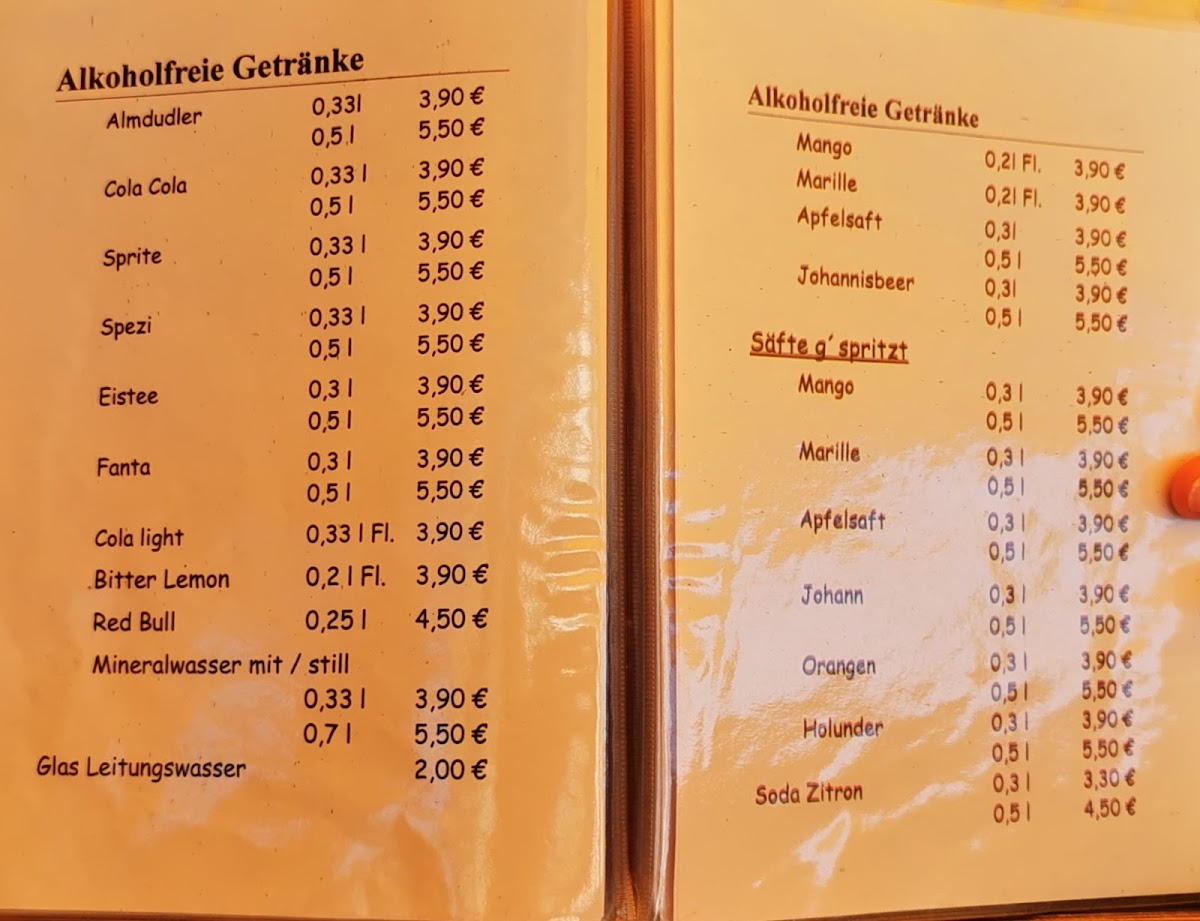 Alkoholfreie Getränke
Almdudler 0,33l 3,90 €
0,5 l 5,50 €
Cola Cola 0,33 l 3,90 €
0,5 l 5,50 €
Sprite 0,33 l 3,90 €
0,5 l 5,50 €
Spezi 0,33 l 3,90 €
0,5 l 5,50 €
Eistee 0,3 l 3,90 €
0,5 l 5,50 €
Fanta 0,3 l 3,90 €
0,5 l 5,50 €
Cola light 0,33 l Fl. 3,90 €
Bitter Lemon 0,2 l Fl. 3,90 €
Red Bull 0,25 l 4,50 €
Mineralwasser mit / still
0,33 l 3,90 €
0,7 l 5,50 €
Glas Leitungswasser 2,00 €
Alkoholfreie Getränke
Mango 0,2l Fl. 3,90 €
Marille 0,2l Fl. 3,90 €
Apfelsaft 0,3l 3,90 €
0,5 l 5,50 €
Johannisbeer 0,3l 3,90 €
0,5 l 5,50 €
Säfte g´ spritzt
Mango 0,3 l 3,90 €
0,5 l 5,50 €
Marille 0,3 l 3,90 €
0,5 l 5,50 €
Apfelsaft 0,3 l 3,90 €
0,5 l 5,50 €
Johann 0,3 l 3,90 €
0,5 l 5,50 €
Orangen 0,3 l 3,90 €
0,5 l 5,50 €
Holunder 0,3 l 3,90 €
0,5 l 5,50 €
Soda Zitron 0,3 l 3,30 €
0,5 l 4,50 €